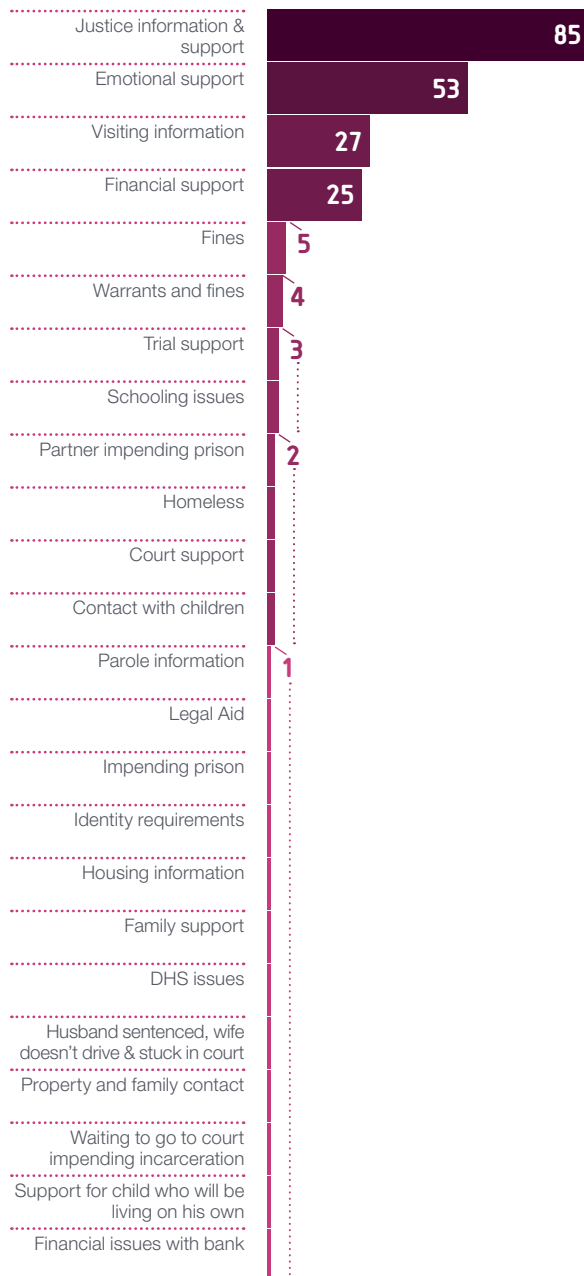 Justice information &
support
85
Emotional support
53
Visiting information
27
Financial support
25
Fines
5
Warrants and fines
4
Trial support
3
Schooling issues
Partner impending prison
2
Homeless
Court support
Contact with children
Parole information
1
Legal Aid
Impending prison
Identity requirements
Housing information
Family support
DHS issues
Husband sentenced, wife
doesn't drive & stuck in court
Property and family contact
Waiting to go to court
impending incarceration
Support for child who will be
living on his own
Financial issues with bank